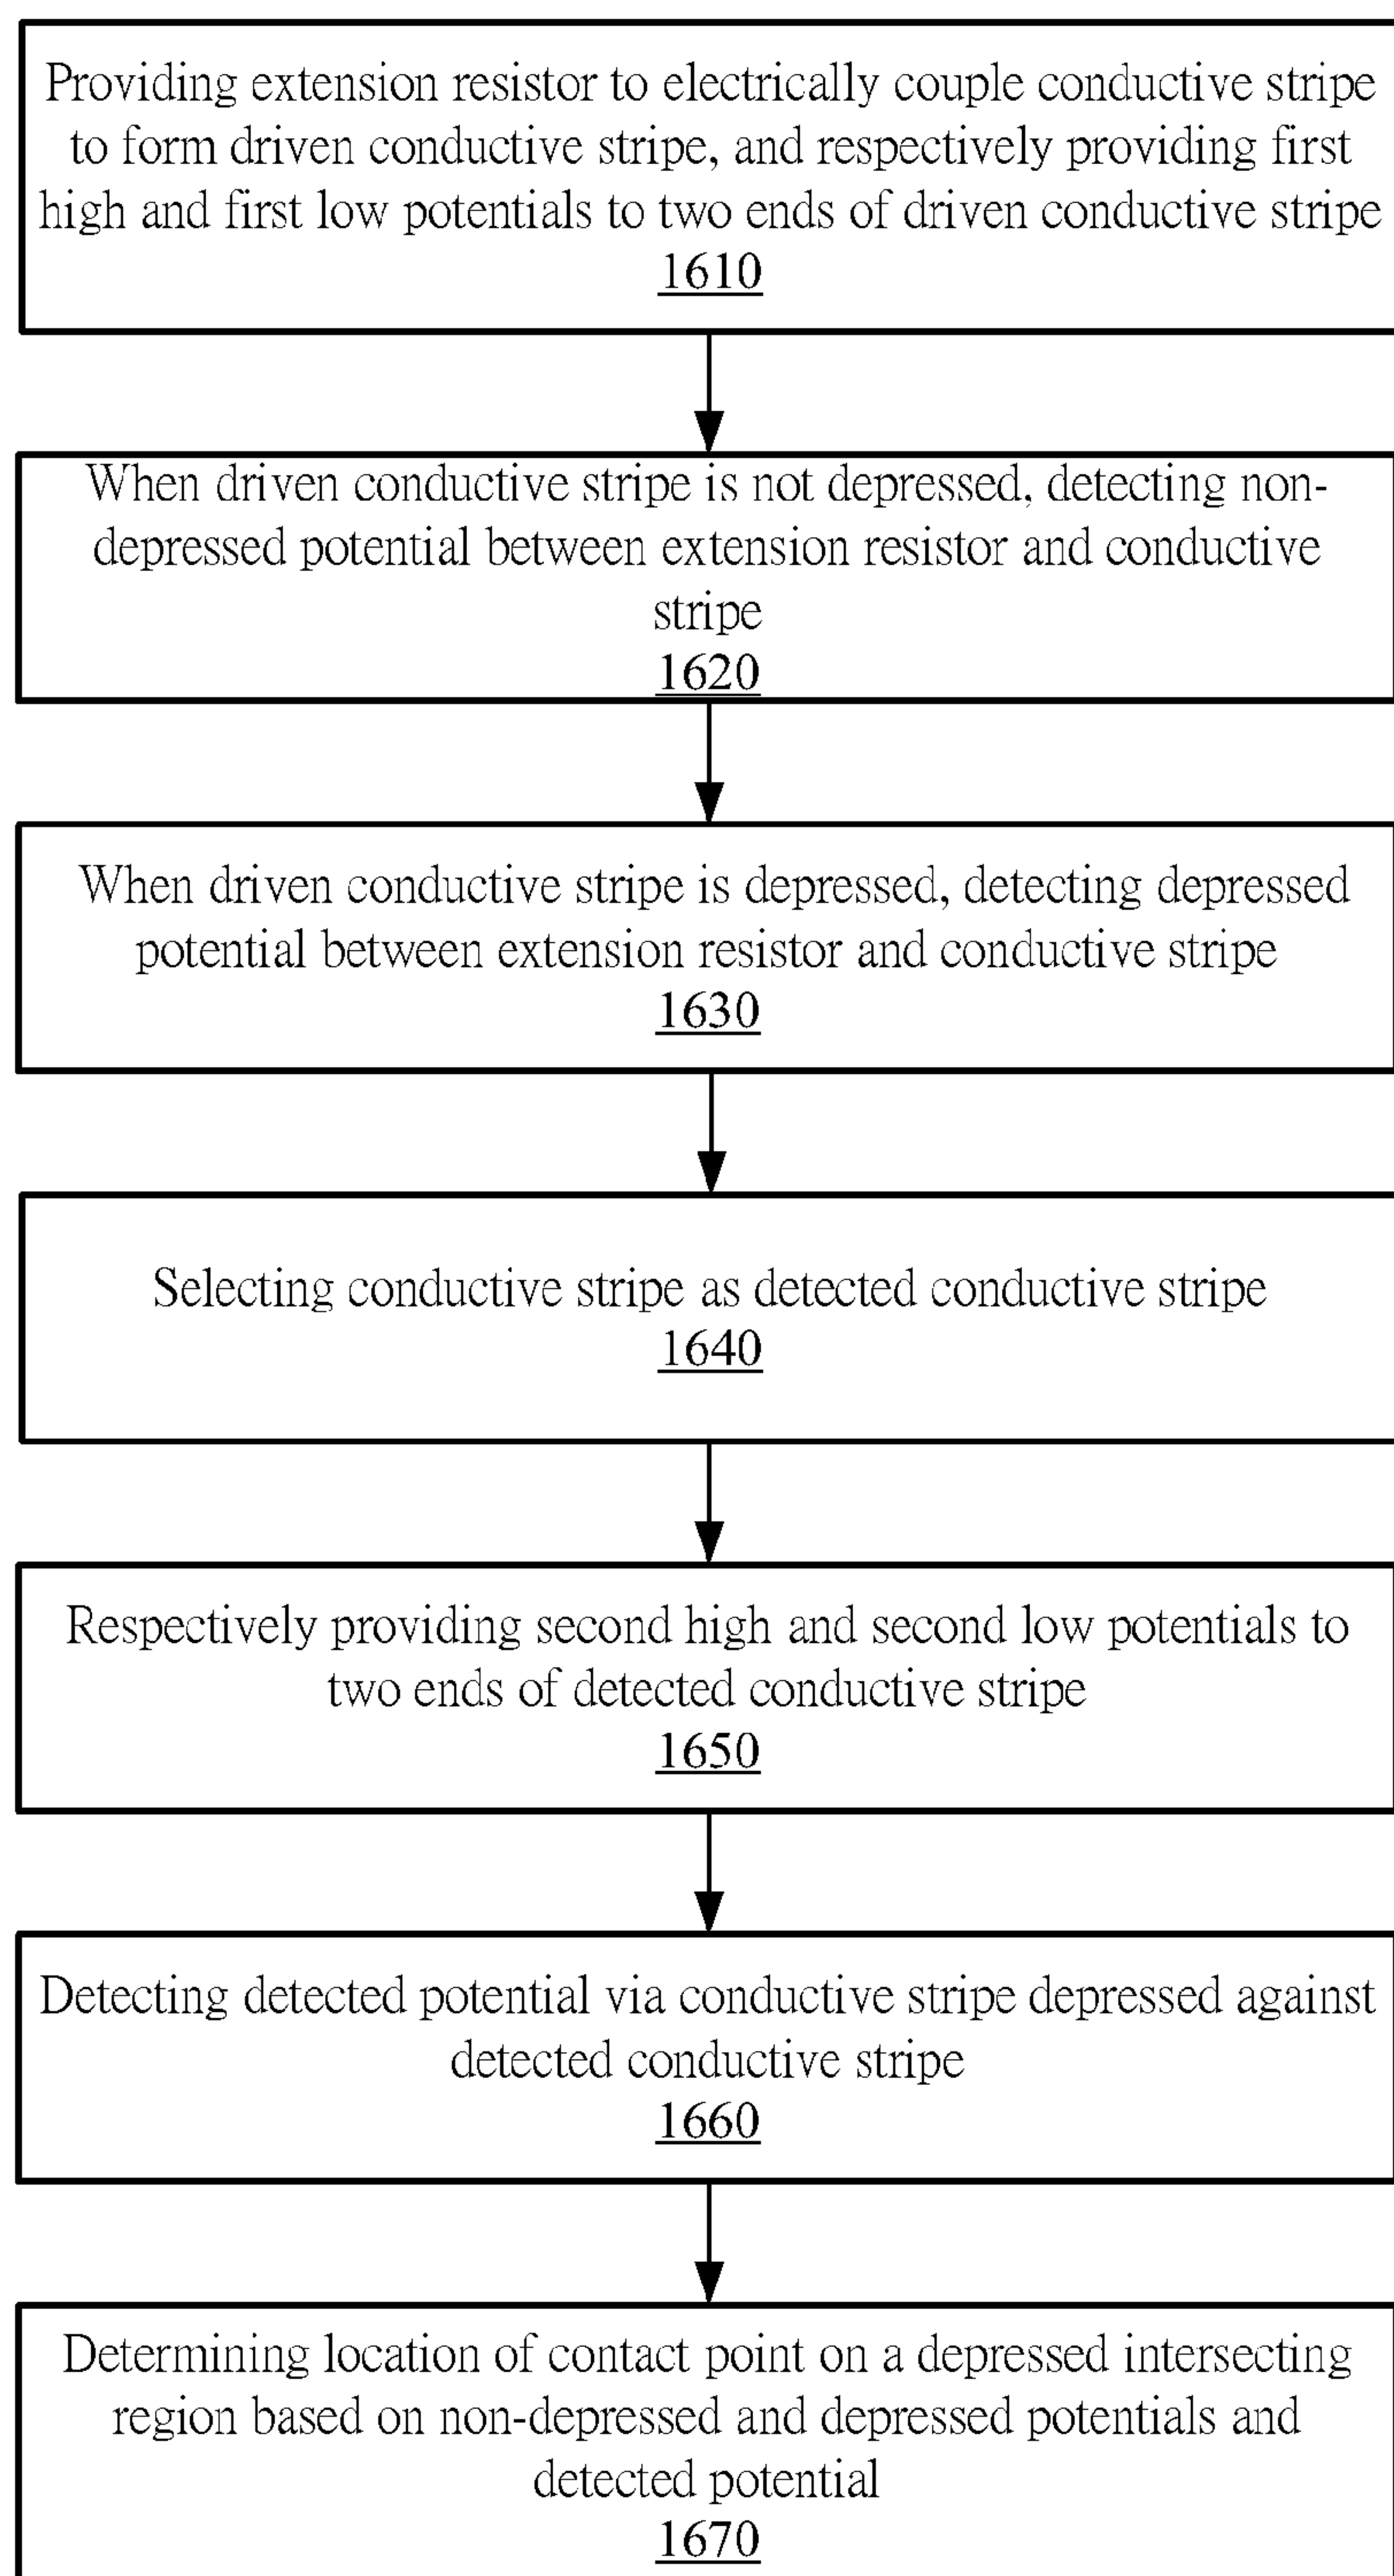 Providing extension resistor to electrically couple conductive stripe
to form driven conductive stripe, and respectively providing first
high and first low potentials to two ends of driven conductive stripe
1610
When driven conductive stripe is not depressed, detecting non-
depressed potential between extension resistor and conductive
stripe
1620
When driven conductive stripe is depressed, detecting depressed
potential between extension resistor and conductive stripe
1630
Selecting conductive stripe as detected conductive stripe
1640
Respectively providing second high and second low potentials to
two ends of detected conductive stripe
1650
Detecting detected potential via conductive stripe depressed against
detected conductive stripe
1660
Determining location of contact point on a depressed intersecting
region based on non-depressed and depressed potentials and
detected potential
1670